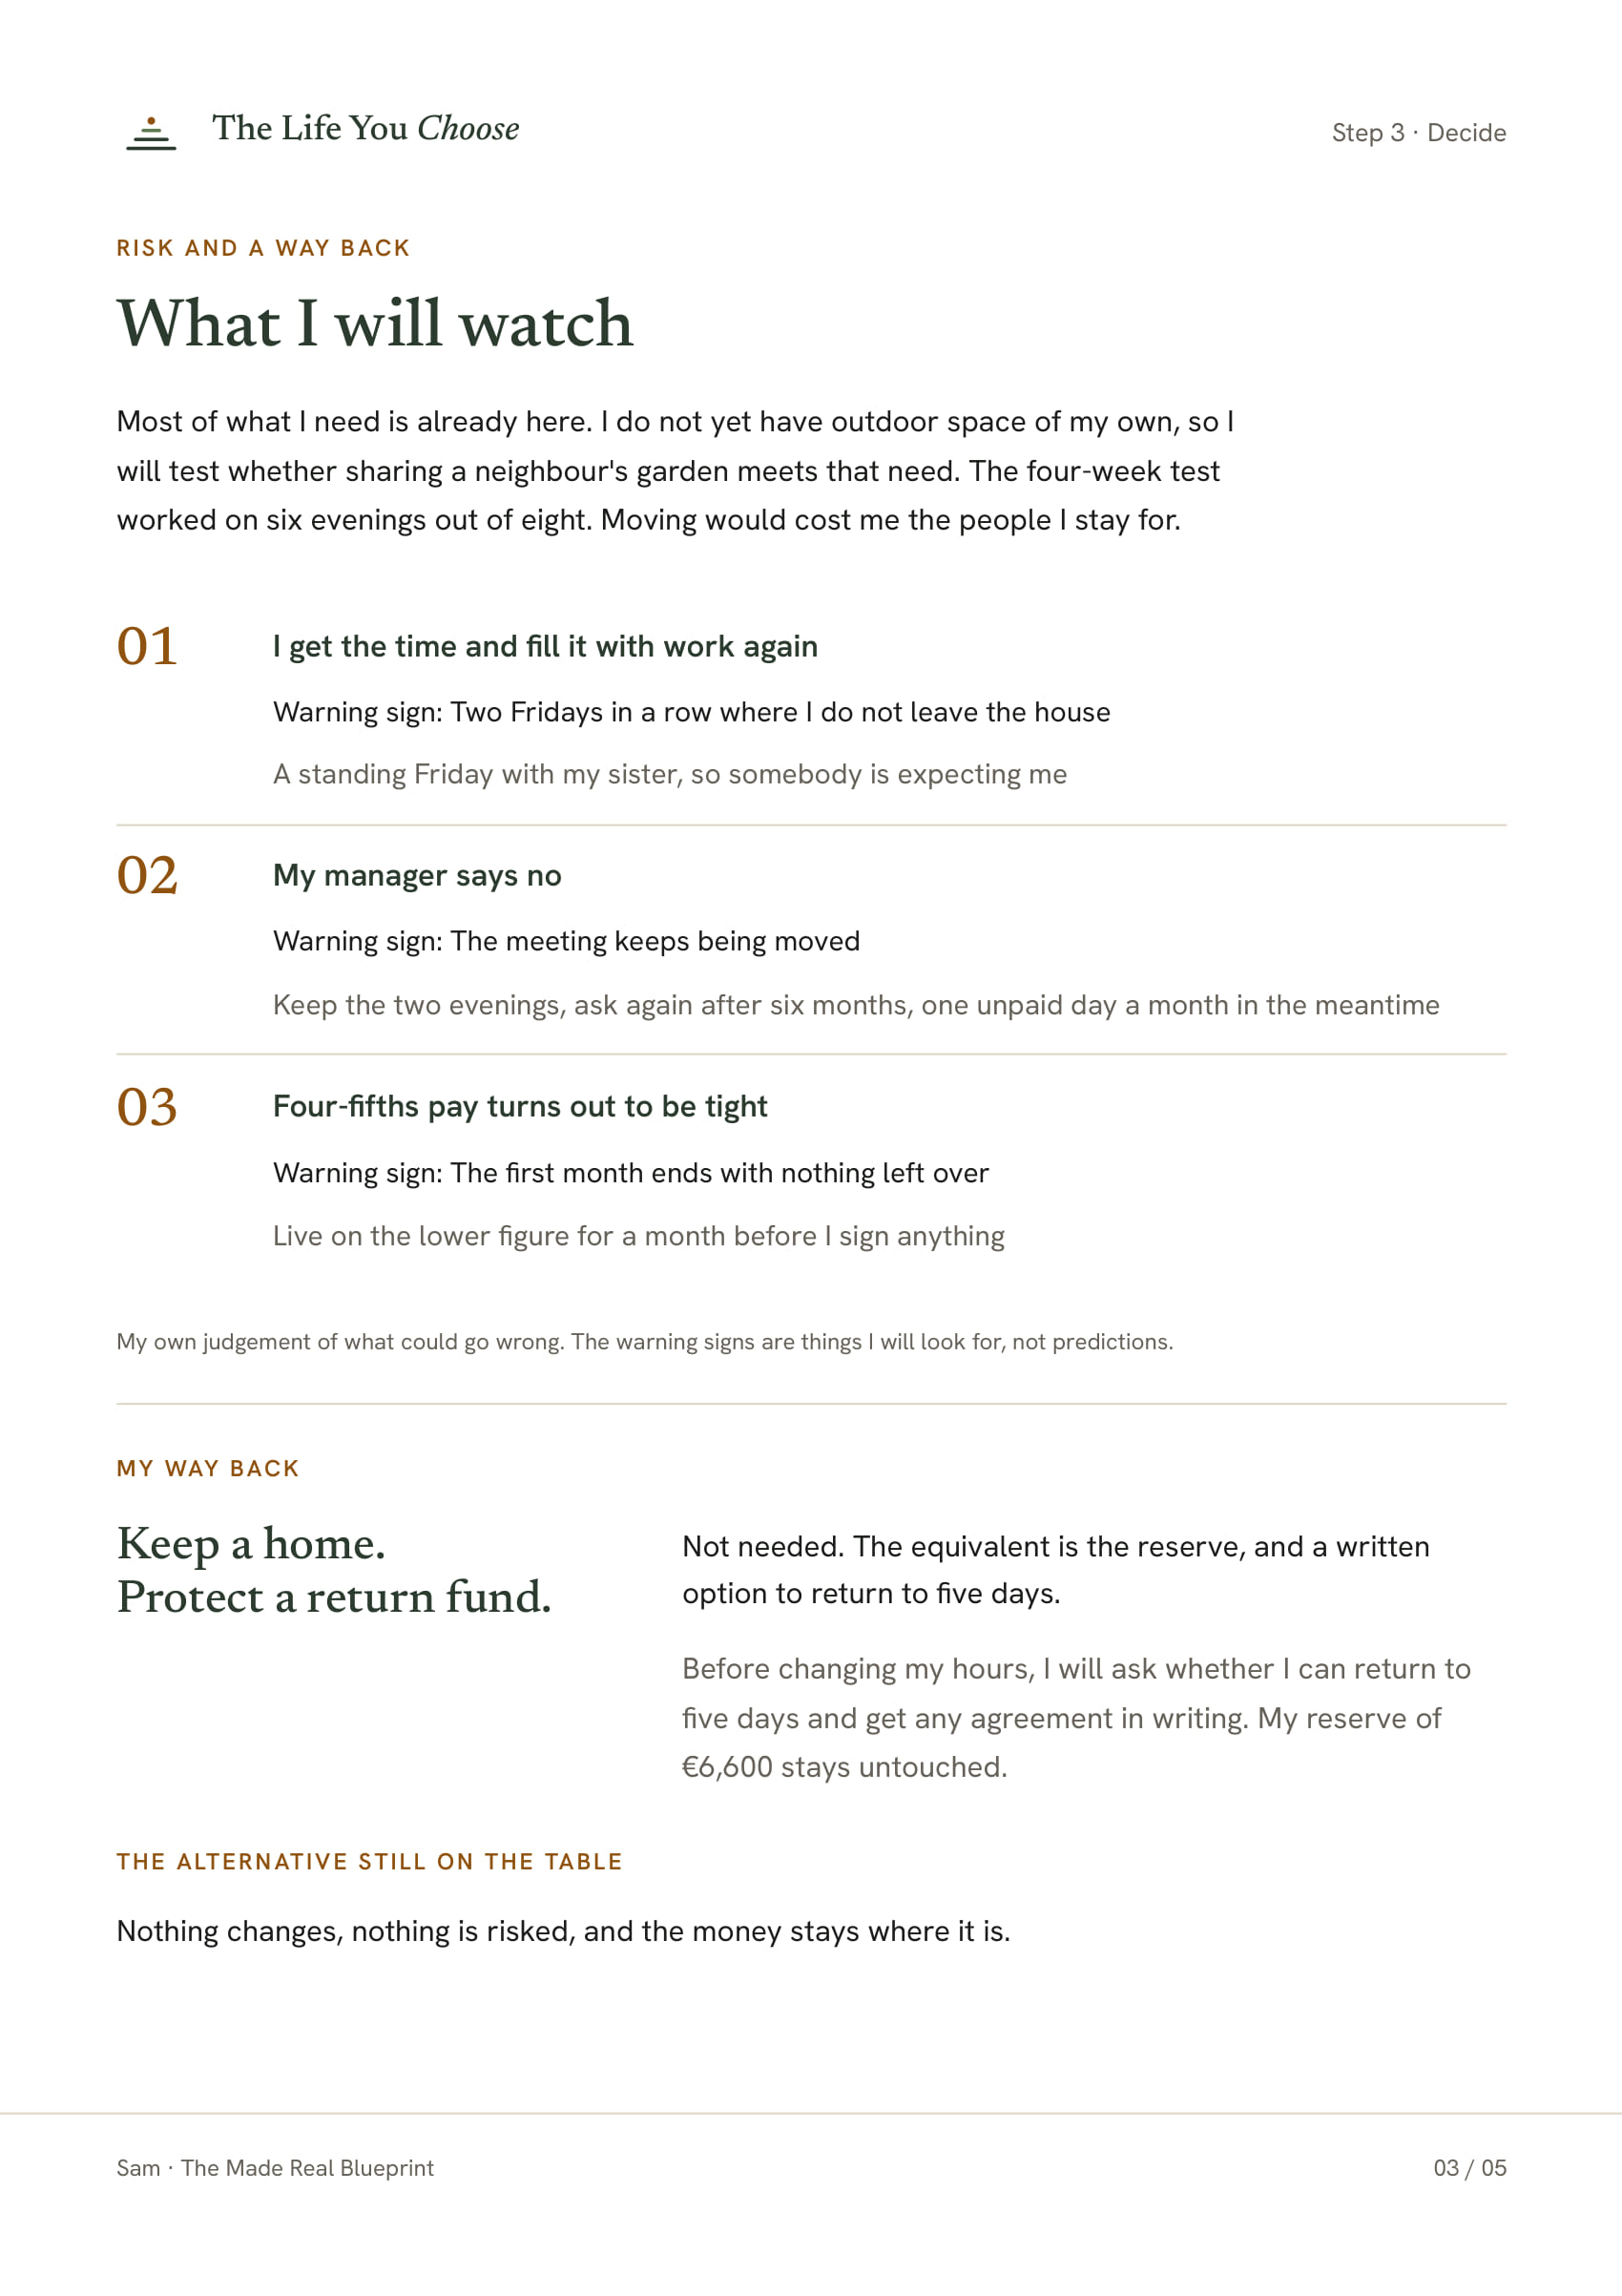 The Life You Choose
Step 3 · Decide
RISK AND A WAY BACK
What I will watch
Most of what I need is already here. I do not yet have outdoor space of my own, so I
will test whether sharing a neighbour's garden meets that need. The four-week test
worked on six evenings out of eight. Moving would cost me the people I stay for.
01
I get the time and fill it with work again
Warning sign: Two Fridays in a row where I do not leave the house
A standing Friday with my sister, so somebody is expecting me
02
My manager says no
Warning sign: The meeting keeps being moved
Keep the two evenings, ask again after six months, one unpaid day a month in the meantime
03
Four-fifths pay turns out to be tight
Warning sign: The first month ends with nothing left over
Live on the lower figure for a month before I sign anything
My own judgement of what could go wrong. The warning signs are things I will look for, not predictions.
MY WAY BACK
Keep a home.
Protect a return fund.
Not needed. The equivalent is the reserve, and a written
option to return to five days.
Before changing my hours, I will ask whether I can return to
five days and get any agreement in writing. My reserve of
€6,600 stays untouched.
THE ALTERNATIVE STILL ON THE TABLE
Nothing changes, nothing is risked, and the money stays where it is.
Sam · The Made Real Blueprint
03 / 05